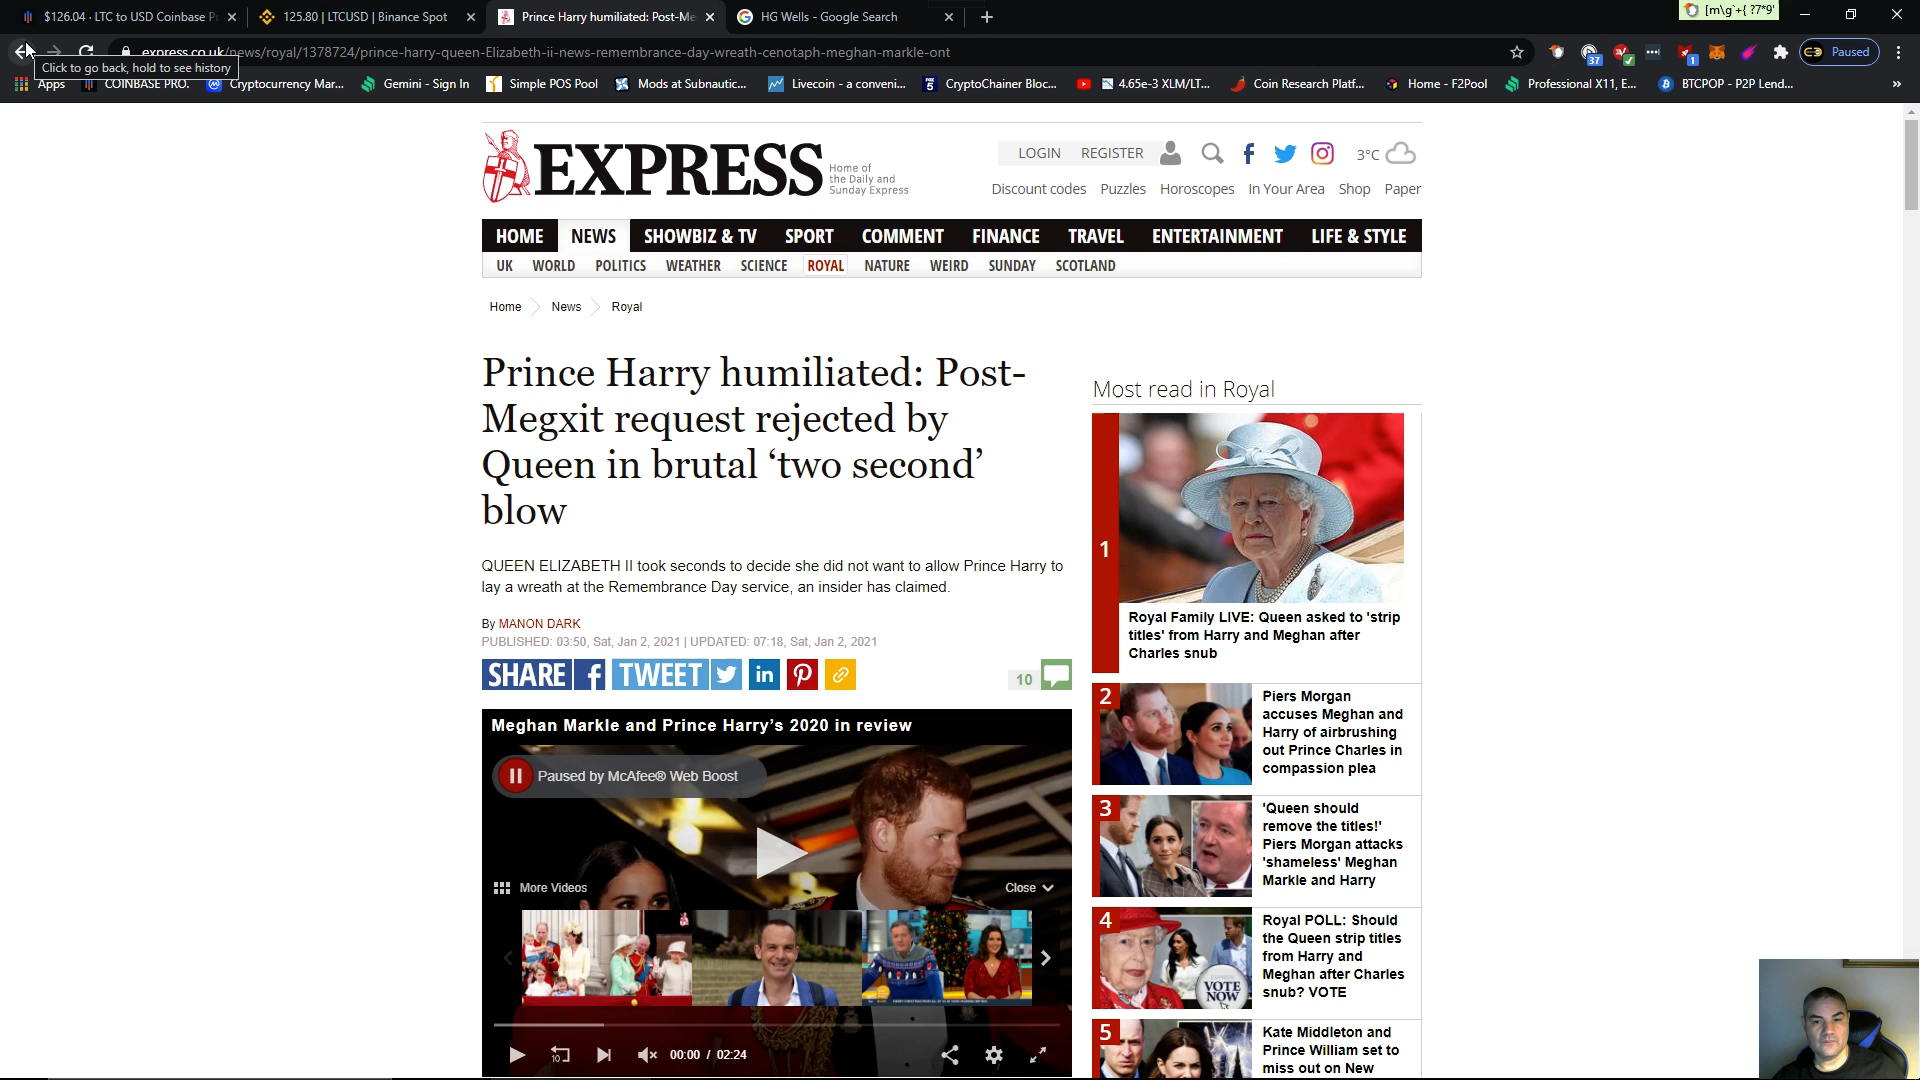 $126.04 · LTC to USD Coinbase P
125.80 | LTCUSD | Binance Spot
Prince Harry humiliated: Post-Me
HG Wells - Google Search
[m\g`+{ ?7*9'
express.co.uk/news/royal/1378724/prince-harry-queen-Elizabeth-ii-news-remembrance-day-wreath-cenotaph-meghan-markle-ont
37
1
Paused
Click to go back, hold to see history
Apps
COINBASE PRO.
Cryptocurrency Mar...
Gemini - Sign In
Simple POS Pool
Mods at Subnautic...
Livecoin - a conveni...
CryptoChainer Bloc...
4.65e-3 XLM/LT...
Coin Research Platf...
Home - F2Pool
Professional X11, E...
BTCPOP - P2P Lend...
»
EXPRESS
Home of
the Daily and
Sunday Express
LOGIN REGISTER
3°C
Discount codes Puzzles Horoscopes In Your Area Shop Paper
HOME NEWS SHOWBIZ & TV SPORT COMMENT FINANCE TRAVEL ENTERTAINMENT LIFE & STYLE
UK WORLD POLITICS WEATHER SCIENCE ROYAL NATURE WEIRD SUNDAY SCOTLAND
Home News Royal
Prince Harry humiliated: Post-
Megxit request rejected by
Queen in brutal ‘two second’
blow
QUEEN ELIZABETH II took seconds to decide she did not want to allow Prince Harry to
lay a wreath at the Remembrance Day service, an insider has claimed.
By MANON DARK
PUBLISHED: 03:50, Sat, Jan 2, 2021 | UPDATED: 07:18, Sat, Jan 2, 2021
SHARE TWEET
10
Meghan Markle and Prince Harry’s 2020 in review
Paused by McAfee® Web Boost
More Videos
Close
10
00:00 / 02:24
Most read in Royal
1
Royal Family LIVE: Queen asked to 'strip
titles' from Harry and Meghan after
Charles snub
2
Piers Morgan
accuses Meghan and
Harry of airbrushing
out Prince Charles in
compassion plea
3
'Queen should
remove the titles!'
Piers Morgan attacks
'shameless' Meghan
Markle and Harry
4
Royal POLL: Should
the Queen strip titles
from Harry and
Meghan after Charles
snub? VOTE
VOTE
NOW
5
Kate Middleton and
Prince William set to
miss out on New